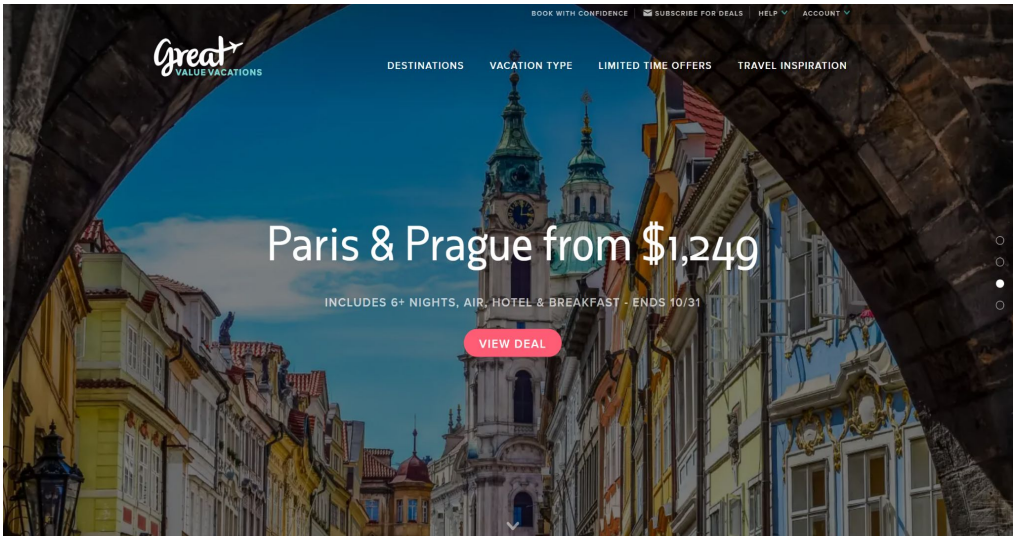 BOOK WITH CONFIDENCE
SUBSCRIBE FOR DEALS
HELP
ACCOUNT
Great
VALUE VACATIONS
DESTINATIONS
VACATION TYPE
LIMITED TIME OFFERS
TRAVEL INSPIRATION
Paris & Prague from $1,249
INCLUDES 6+ NIGHTS, AIR, HOTEL & BREAKFAST - ENDS 10/31
VIEW DEAL